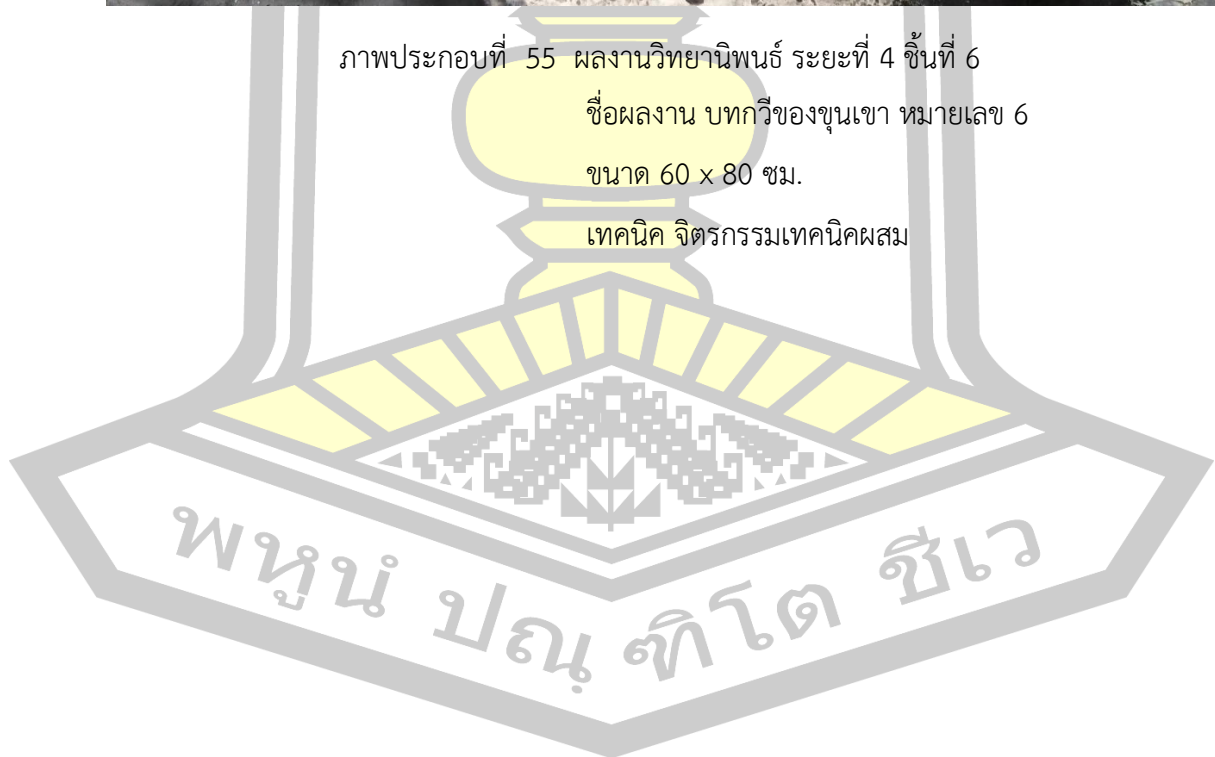 ภาพประกอบที่ 55 ผลงานวิทยานิพนธ์ ระยะที่ 4 ชิ้นที่ 6
ชื่อผลงาน บทกวีของขุนเขา หมายเลข 6
ขนาด 60 x 80 ซม.
เทคนิค จิตรกรรมเทคนิคผสม
พหูนํ ปณฺฑิโต ชีเว